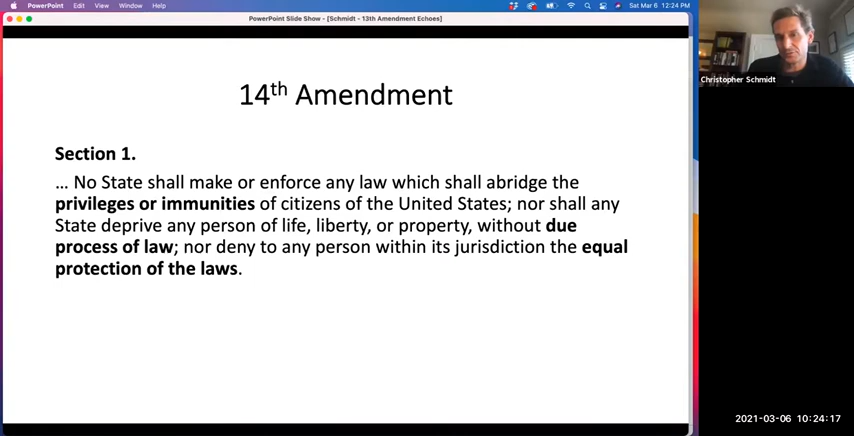 PowerPoint Edit View Window Help
Sat Mar 6 12:24 PM
PowerPoint Slide Show - [Schmidt - 13th Amendment Echoes]
Christopher Schmidt
14th Amendment
Section 1.
... No State shall make or enforce any law which shall abridge the
privileges or immunities of citizens of the United States; nor shall any
State deprive any person of life, liberty, or property, without due
process of law; nor deny to any person within its jurisdiction the equal
protection of the laws.
2021-03-06 10:24:17